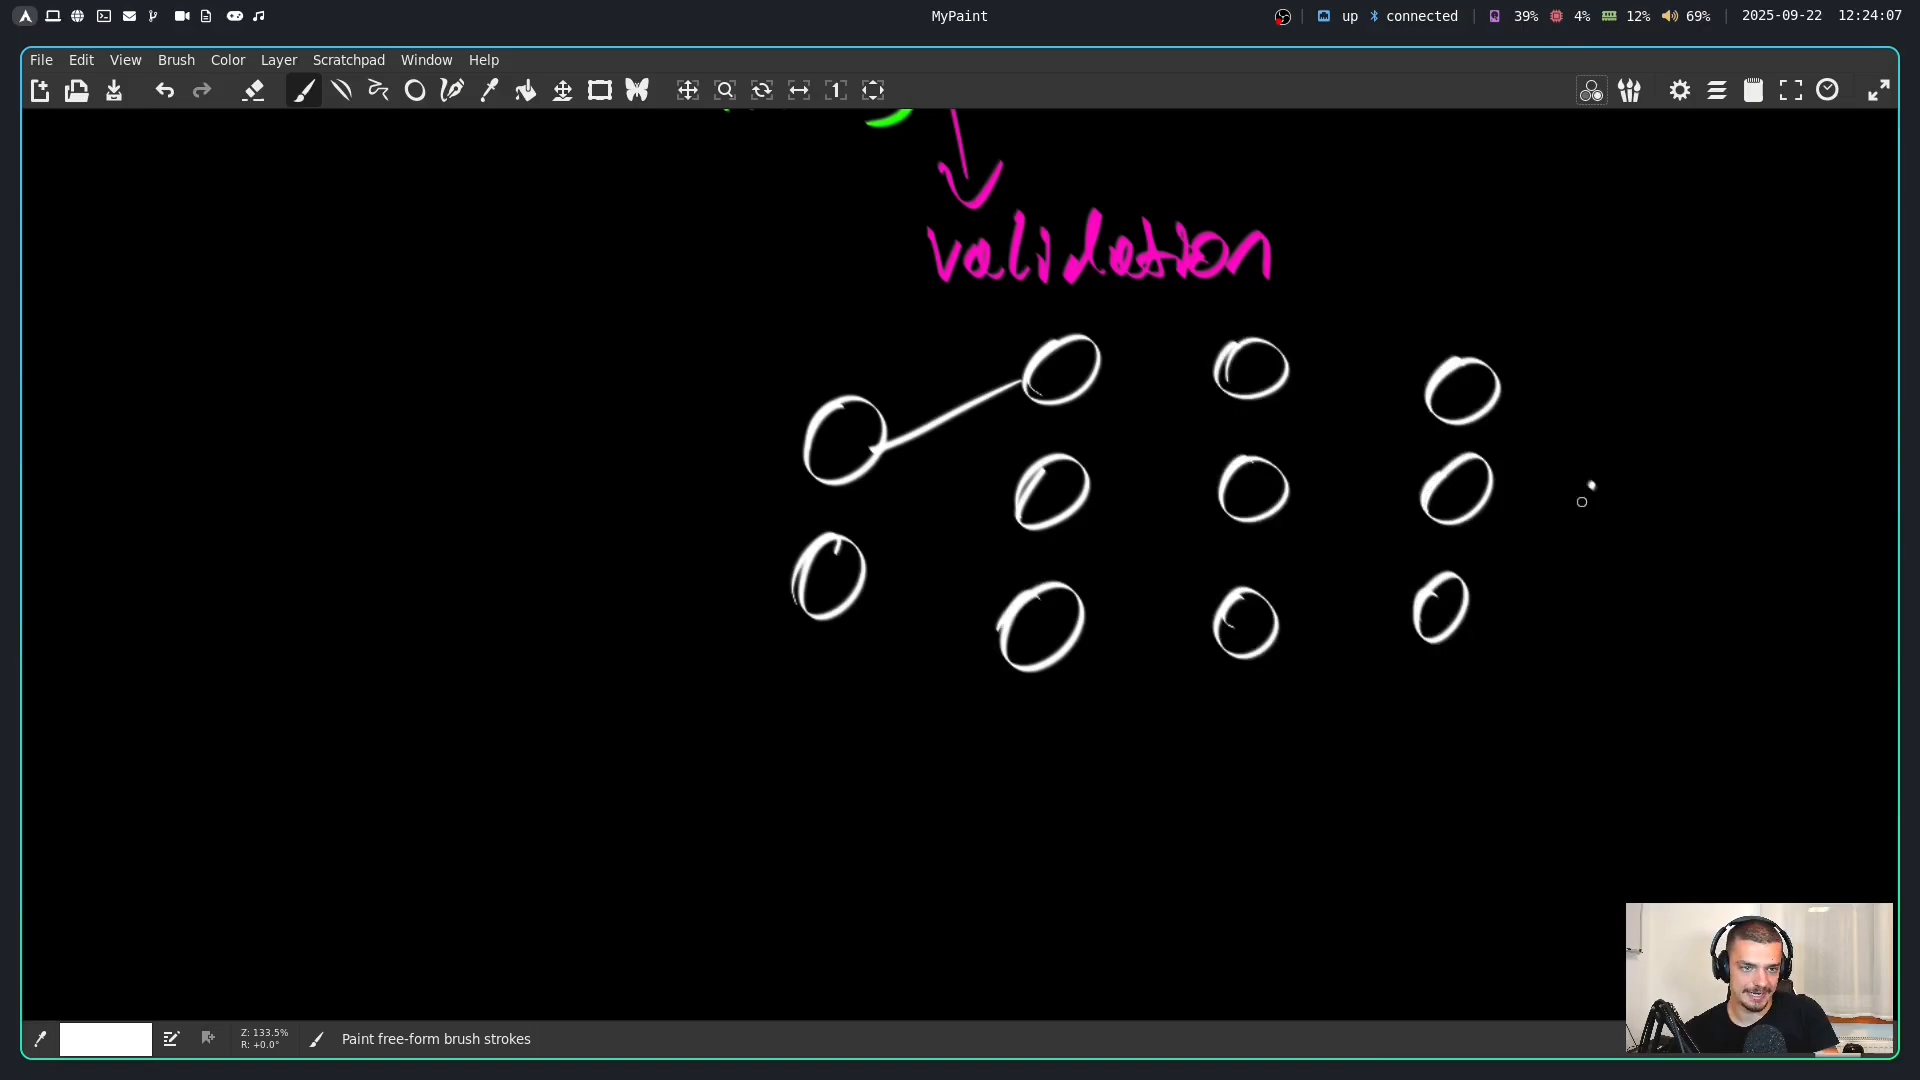 MyPaint
up connected 39% 4% 12% 69% 2025-09-22 12:24:07
File Edit View Brush Color Layer Scratchpad Window Help
1
validation
Z: 133.5%
R: +0.0°
Paint free-form brush strokes